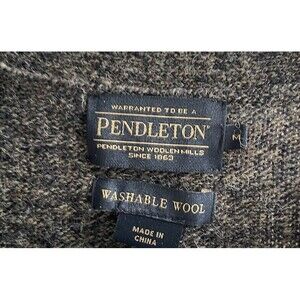 WARRANTED TO BE A
PENDLETON®
M
PENDLETON WOOLEN MILLS
SINCE 1863
WASHABLE WOOL
MADE IN
CHINA